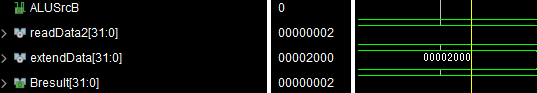 ALUSrcB 0
readData2[31:0] 00000002
extendData[31:0] 00002000 00002000
Bresult[31:0] 00000002